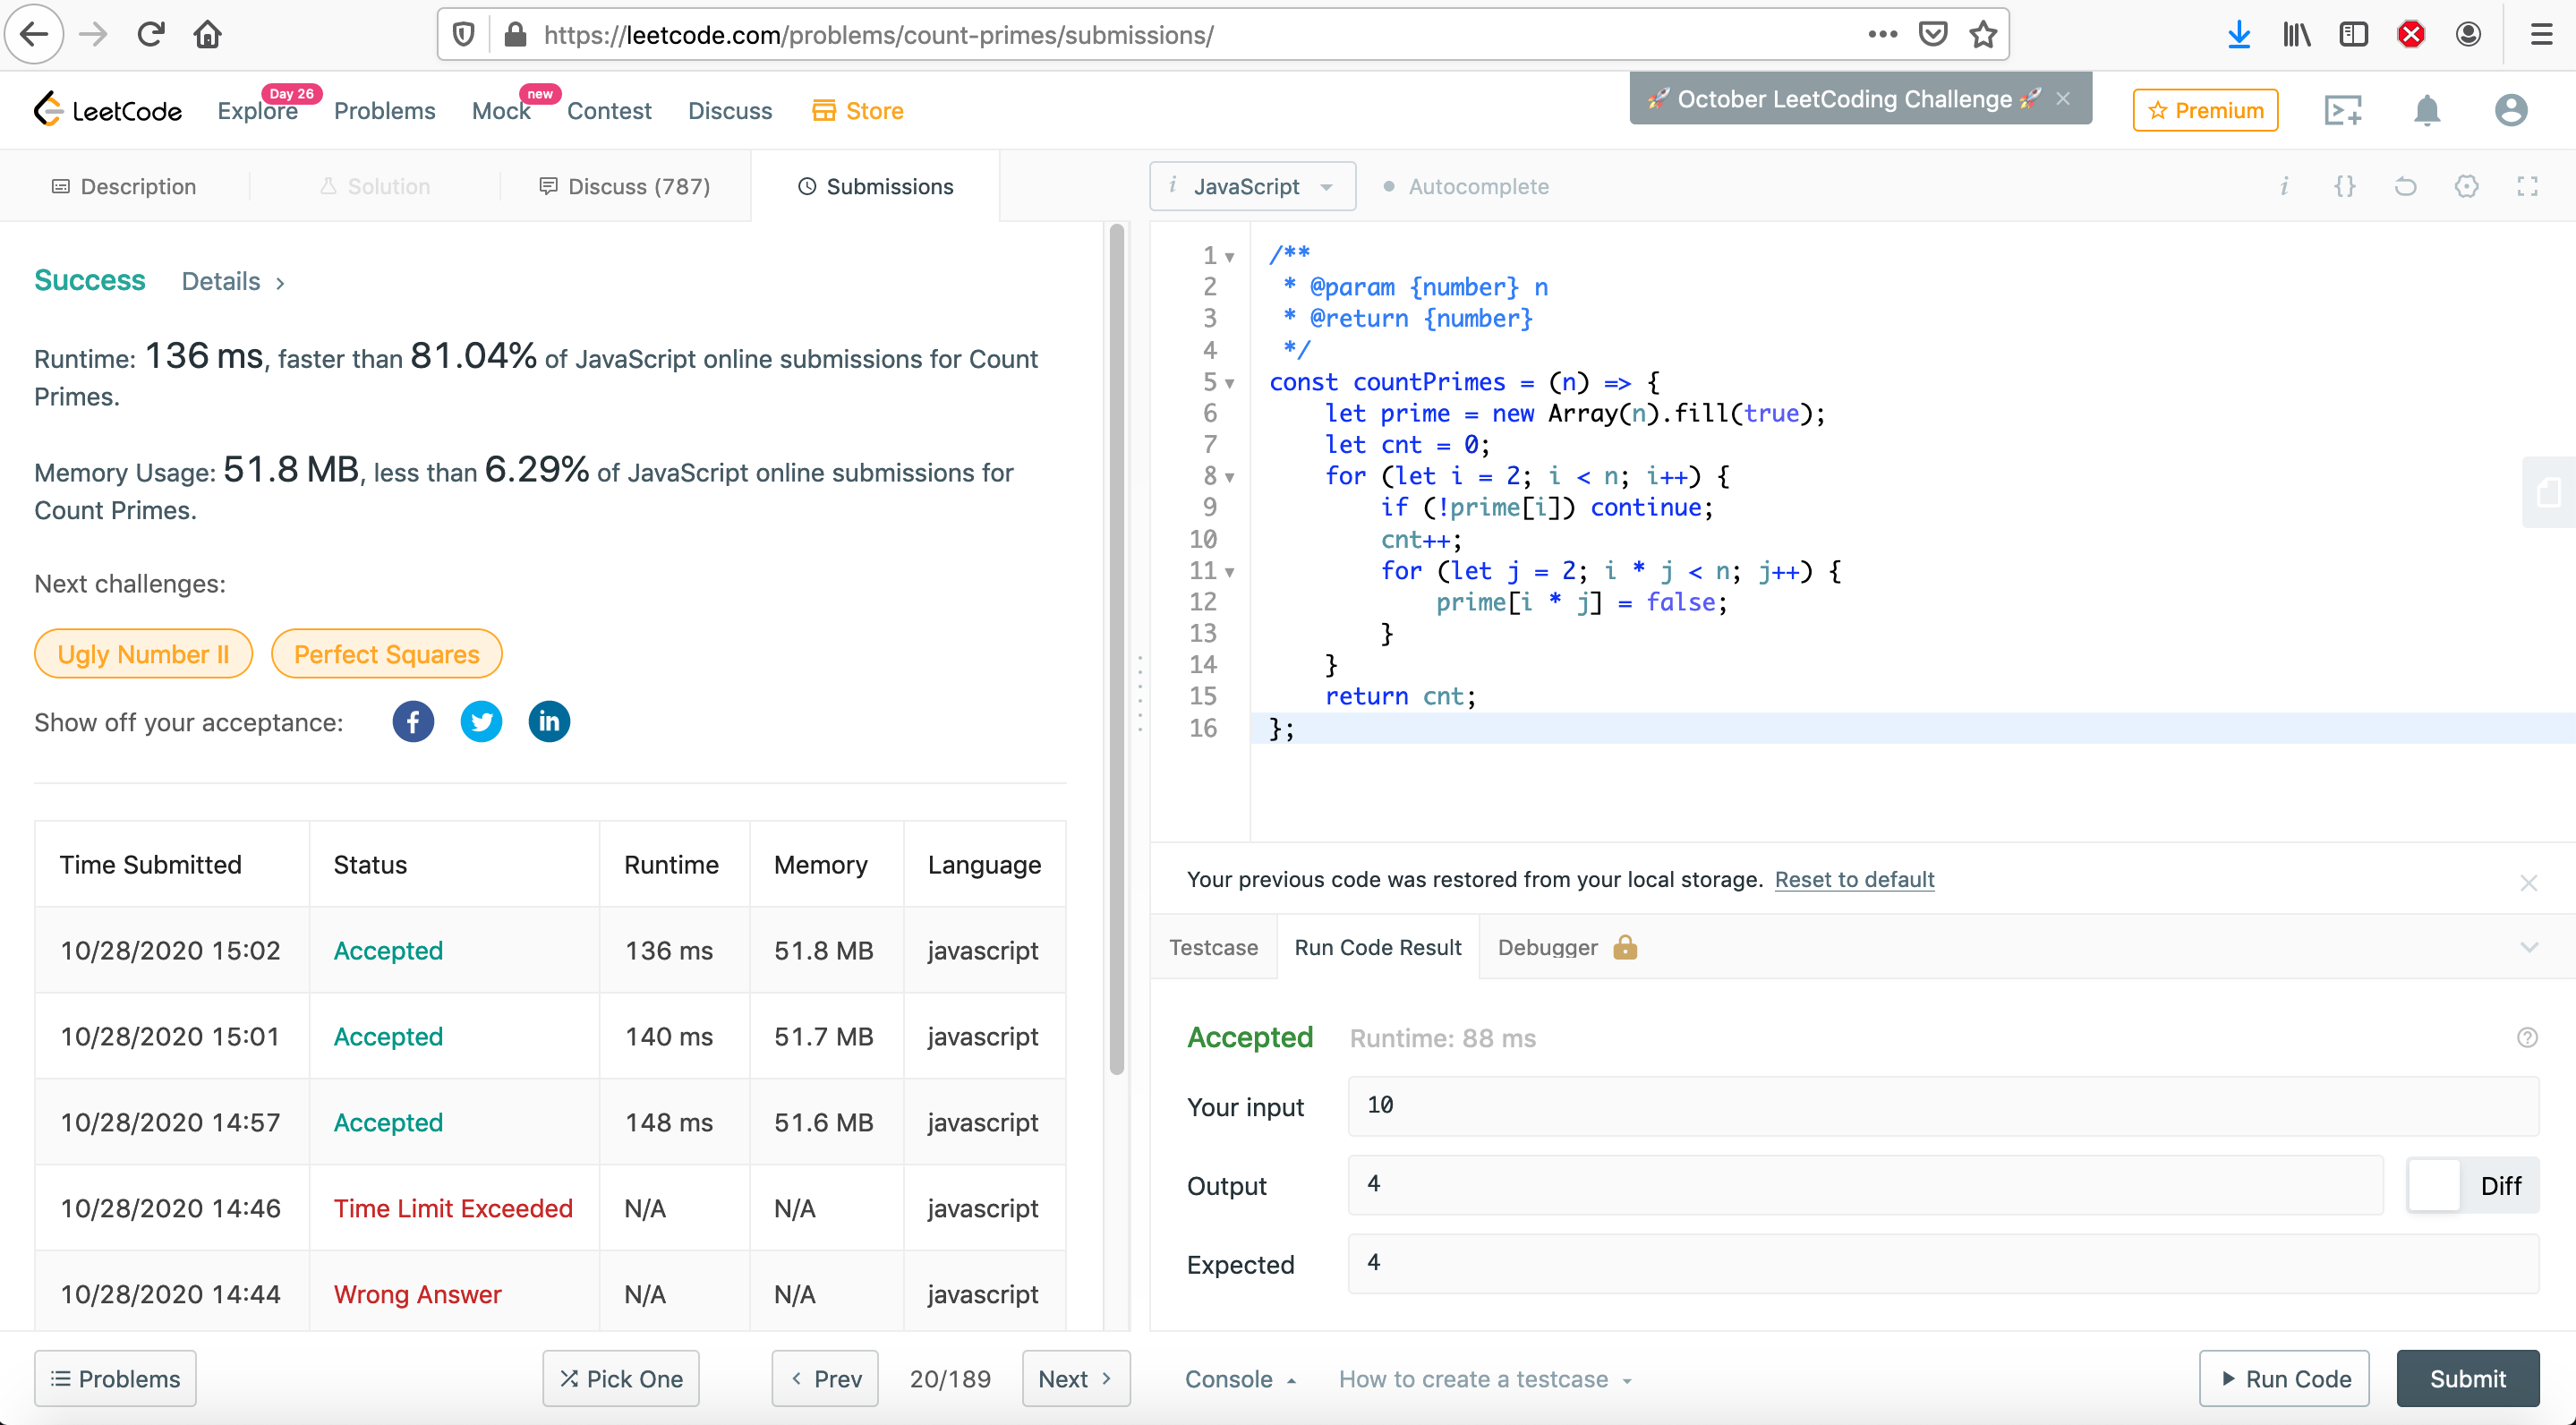 https://leetcode.com/problems/count-primes/submissions/
LeetCode
Explore
Day 26
Problems
Mock
new
Contest
Discuss
Store
🚀 October LeetCoding Challenge 🚀
Premium
Description
Solution
Discuss (787)
Submissions
i JavaScript
Autocomplete
i {}
Success Details >
Runtime: 136 ms, faster than 81.04% of JavaScript online submissions for Count
Primes.
Memory Usage: 51.8 MB, less than 6.29% of JavaScript online submissions for
Count Primes.
Next challenges:
Ugly Number II
Perfect Squares
Show off your acceptance:
f
in
Time Submitted Status Runtime Memory Language
10/28/2020 15:02 Accepted 136 ms 51.8 MB javascript
10/28/2020 15:01 Accepted 140 ms 51.7 MB javascript
10/28/2020 14:57 Accepted 148 ms 51.6 MB javascript
10/28/2020 14:46 Time Limit Exceeded N/A N/A javascript
10/28/2020 14:44 Wrong Answer N/A N/A javascript
1 /**
2  * @param {number} n
3  * @return {number}
4  */
5 const countPrimes = (n) => {
6     let prime = new Array(n).fill(true);
7     let cnt = 0;
8     for (let i = 2; i < n; i++) {
9         if (!prime[i]) continue;
10         cnt++;
11         for (let j = 2; i * j < n; j++) {
12             prime[i * j] = false;
13         }
14     }
15     return cnt;
16 };
Your previous code was restored from your local storage. Reset to default
Testcase
Run Code Result
Debugger
Accepted Runtime: 88 ms
Your input 10
Output 4
Diff
Expected 4
Problems
Pick One
< Prev
20/189
Next >
Console
How to create a testcase
Run Code
Submit